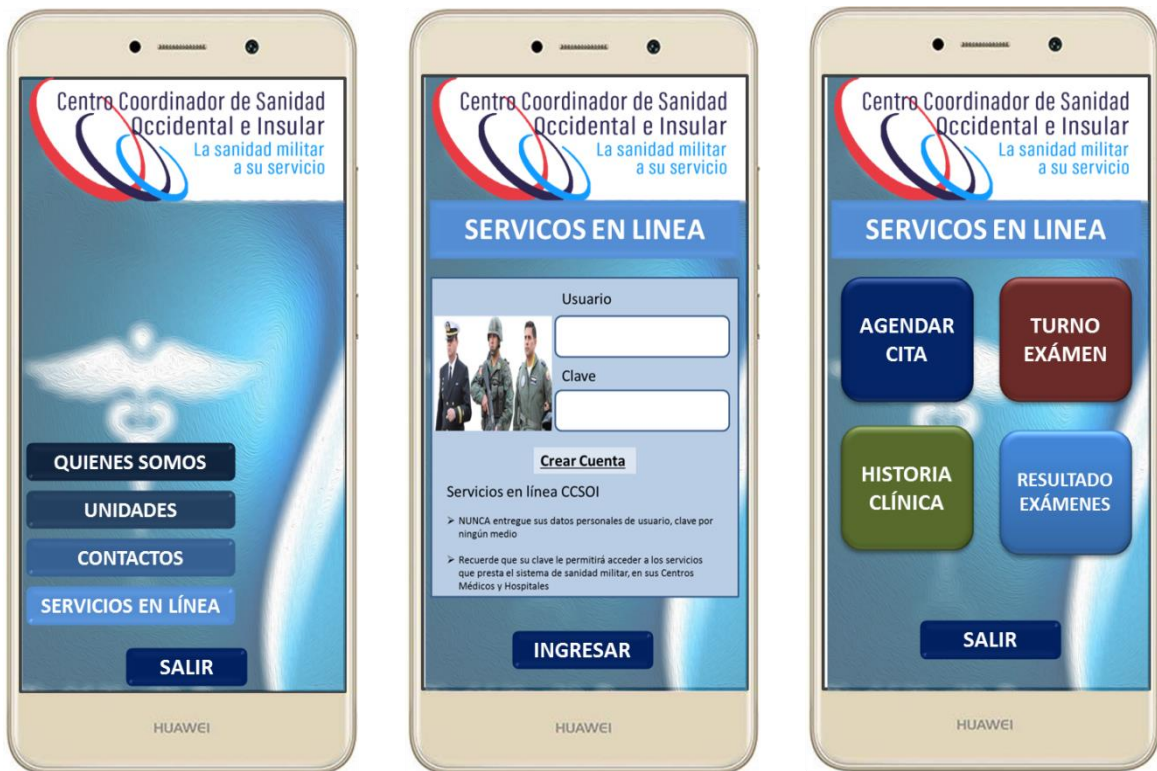 Centro Coordinador de Sanidad
Occidental e Insular
La sanidad militar
a su servicio
QUIENES SOMOS
UNIDADES
CONTACTOS
SERVICIOS EN LÍNEA
SALIR
HUAWEI
Centro Coordinador de Sanidad
Occidental e Insular
La sanidad militar
a su servicio
SERVICOS EN LINEA
Usuario
Clave
Crear Cuenta
Servicios en línea CCSOI
➢ NUNCA entregue sus datos personales de usuario, clave por
ningún medio
➢ Recuerde que su clave le permitirá acceder a los servicios
que presta el sistema de sanidad militar, en sus Centros
Médicos y Hospitales
INGRESAR
HUAWEI
Centro Coordinador de Sanidad
Occidental e Insular
La sanidad militar
a su servicio
SERVICOS EN LINEA
AGENDAR
CITA
TURNO
EXÁMEN
HISTORIA
CLÍNICA
RESULTADO
EXÁMENES
SALIR
HUAWEI